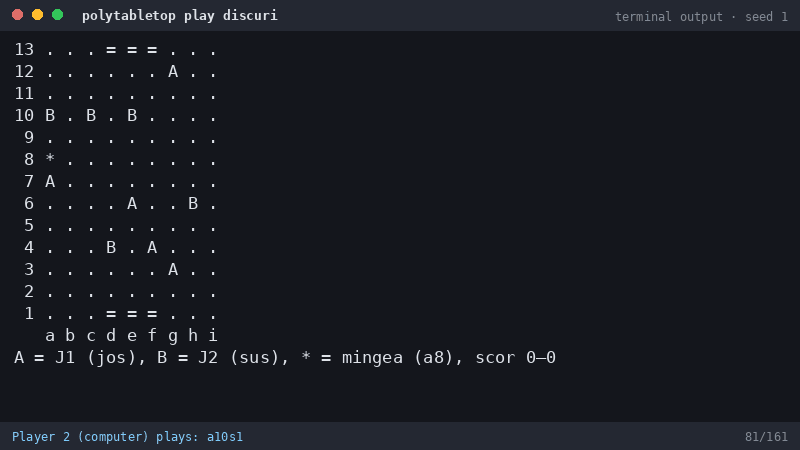 polytabletop play discuri
terminal output · seed 1
13 . . . = = = . . .
12 . . . . . . A . .
11 . . . . . . . . .
10 B . B . B . . . .
 9 . . . . . . . . .
 8 * . . . . . . . .
 7 A . . . . . . . .
 6 . . . . A . . B .
 5 . . . . . . . . .
 4 . . . B . A . . .
 3 . . . . . . A . .
 2 . . . . . . . . .
 1 . . . = = = . . .
   a b c d e f g h i
A = J1 (jos), B = J2 (sus), * = mingea (a8), scor 0–0
Player 2 (computer) plays: a10s1
81/161